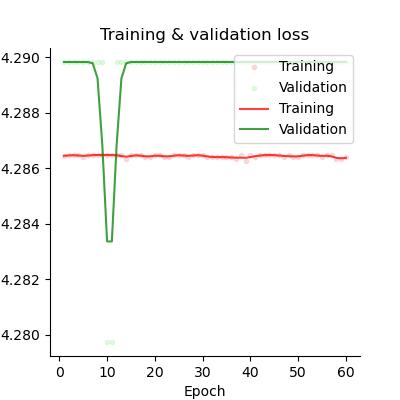 Training & validation loss
4.290
4.288
4.286
4.284
4.282
4.280
Training
Validation
Training
Validation
0 10 20 30 40 50 60
Epoch